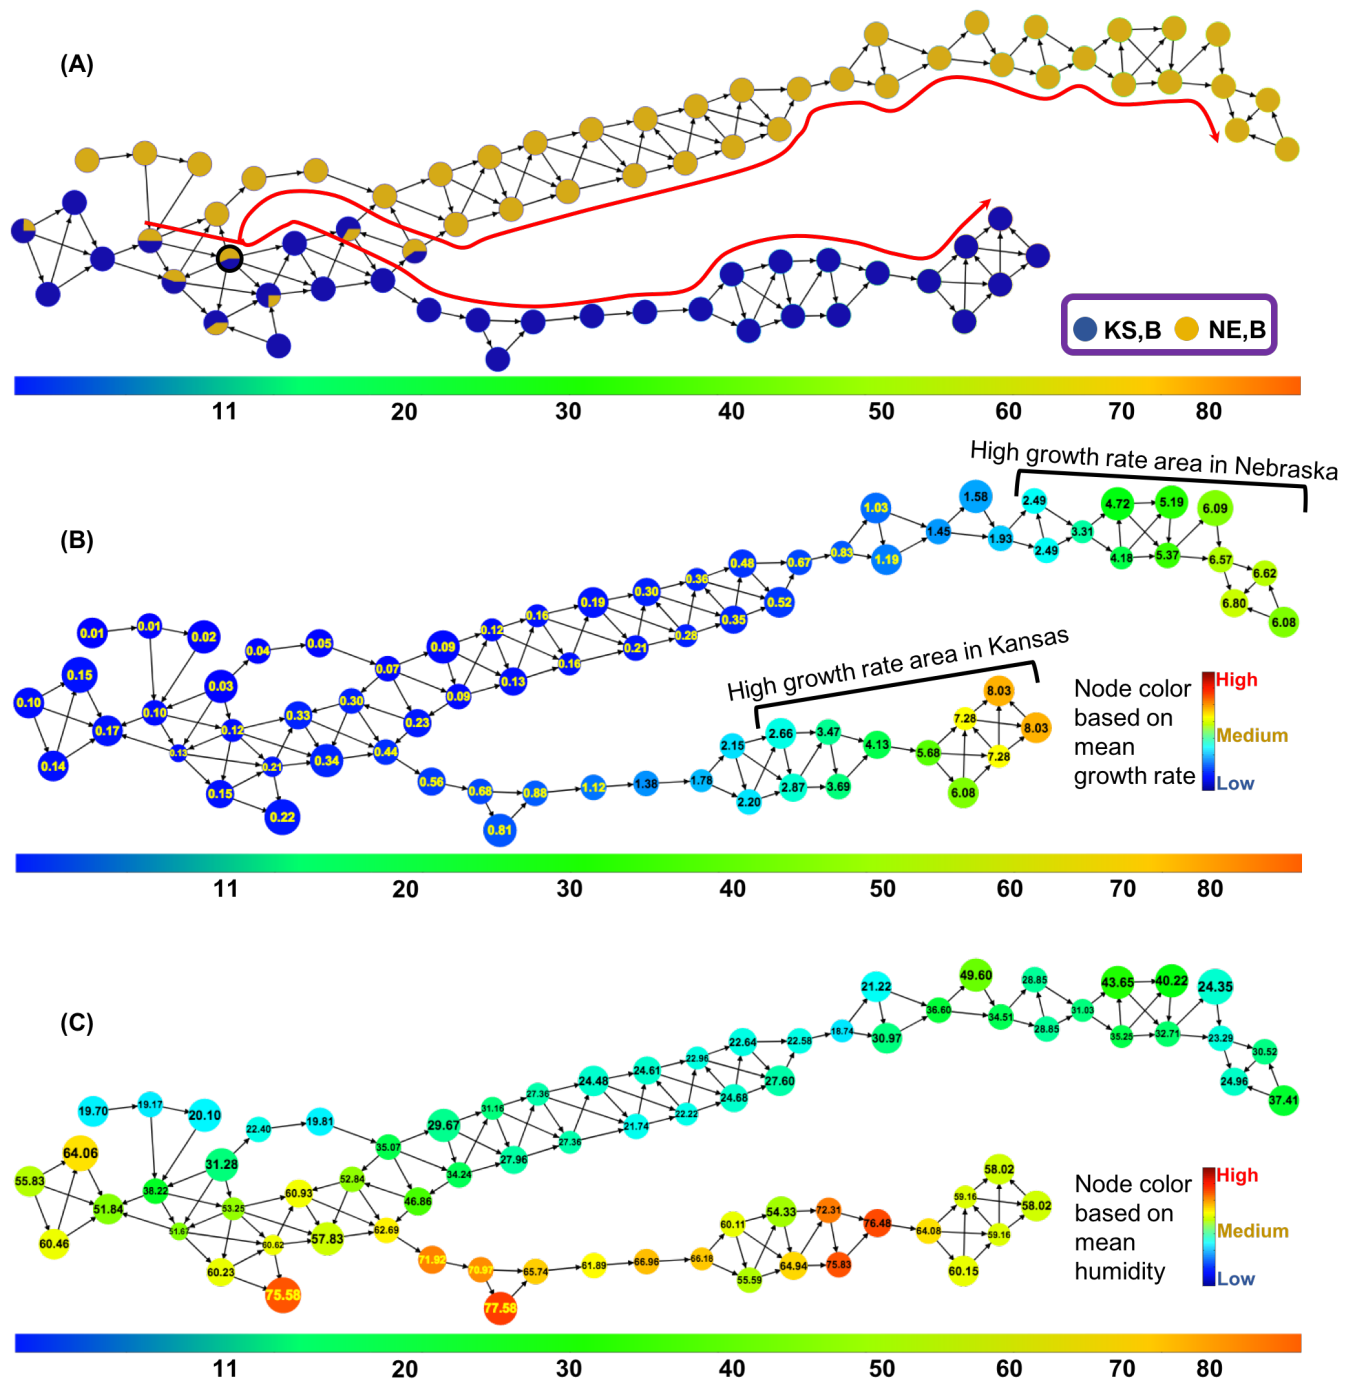 (A)
KS,B NE,B
11 20 30 40 50 60 70 80
High growth rate area in Nebraska
(B)
1.03 1.58 2.49 4.72 5.19 6.09
0.83 1.19 1.45 1.93 2.49 3.31 4.18 5.37 6.57 6.62
6.80 6.08
0.01 0.01 0.02 0.04 0.05 0.07 0.09 0.12 0.16 0.19 0.30 0.36 0.48 0.67
0.09 0.13 0.16 0.21 0.28 0.35 0.52
High growth rate area in Kansas
0.10 0.15 0.17 0.14 0.10 0.03 0.12 0.13 0.21 0.15 0.22
0.33 0.30 0.23 0.34 0.44
0.56 0.68 0.81 0.88 1.12 1.38 1.78
2.15 2.66 3.47 4.13 2.20 2.87 3.69
5.68 7.28 8.03 8.03 7.28 6.08
Node color
based on
mean
growth rate
High
Medium
Low
11 20 30 40 50 60 70 80
(C)
21.22 49.60 28.85 43.65 40.22 24.35
18.74 30.97 36.60 34.51 28.85 31.03 35.25 32.71 23.29 30.52
24.96 37.41
19.70 19.17 20.10 22.40 19.81 35.07 29.67 31.16 27.36 24.48 24.61 22.96 22.64 22.58
34.24 27.96 27.36 21.74 22.22 24.68 27.60
55.83 64.06 51.84 60.46 38.22 31.28 53.25 51.67 60.62 60.23 75.58
60.93 52.84 46.86 57.83 62.69
71.92 70.97 77.58 65.74 61.89 66.96 66.18
60.11 54.33 72.31 76.48 55.59 64.94 75.83
64.08 59.16 58.02 58.02 59.16 60.15
Node color
based on
mean
humidity
High
Medium
Low
11 20 30 40 50 60 70 80